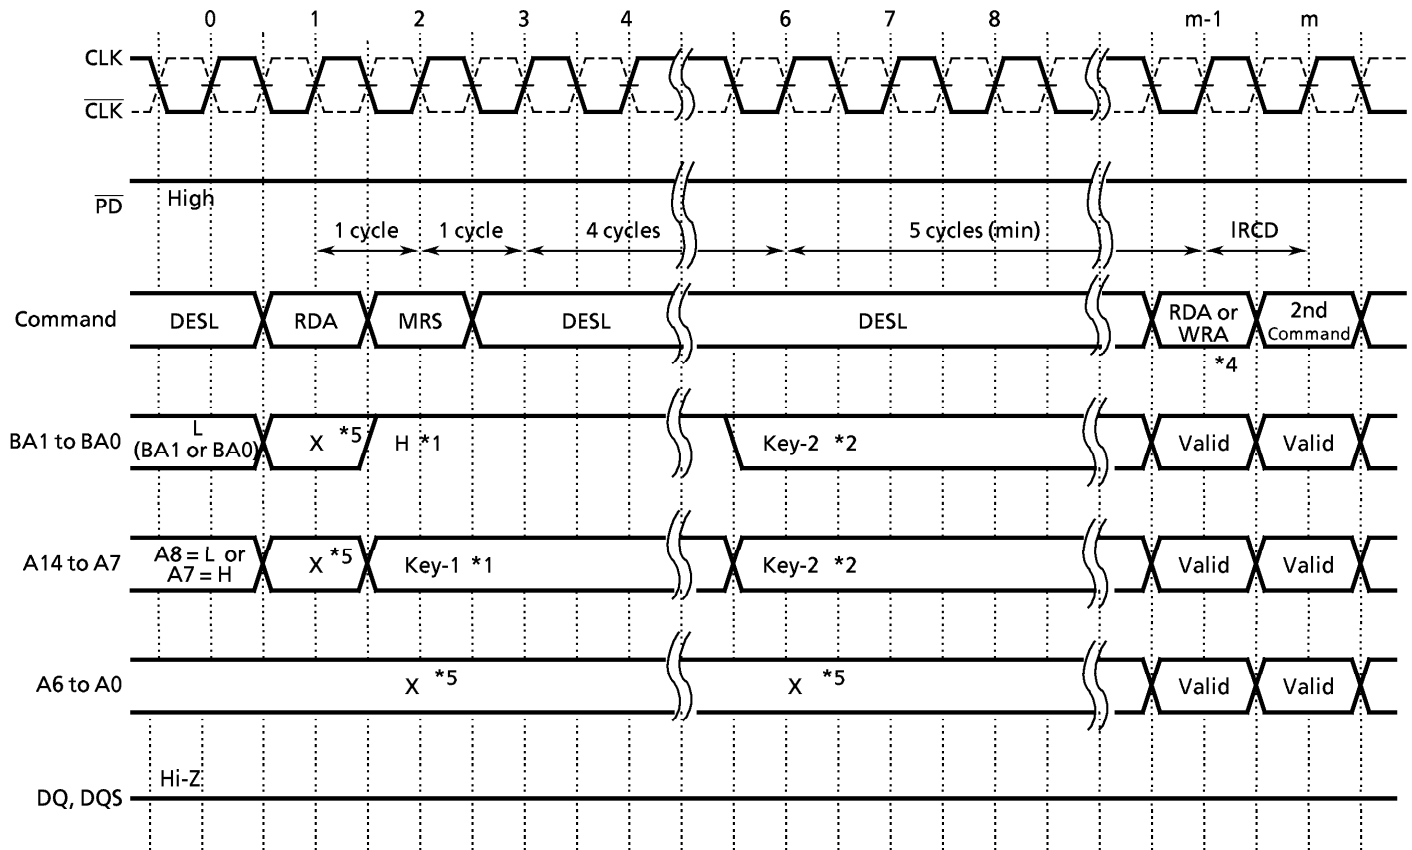 0 1 2 3 4 6 7 8 m-1 m
CLK
CLK
PD
High
1 cycle 1 cycle 4 cycles 5 cycles (min) IRCD
Command DESL RDA MRS DESL DESL RDA or WRA 2nd Command
*4
BA1 to BA0 L (BA1 or BA0) X *5 H *1 Key-2 *2 Valid Valid
A14 to A7 A8 = L or A7 = H X *5 Key-1 *1 Key-2 *2 Valid Valid
A6 to A0 X *5 X *5 Valid Valid
Hi-Z
DQ, DQS